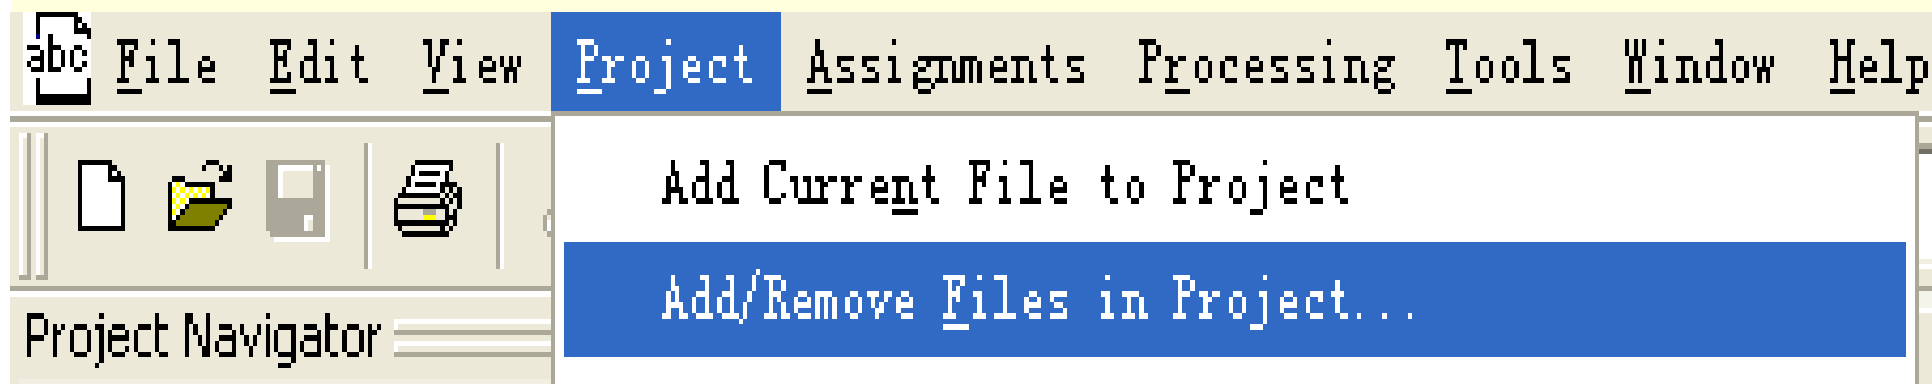 abc File Edit View Project Assignments Processing Tools Window Help
Add Current File to Project
Add/Remove Files in Project...
Project Navigator